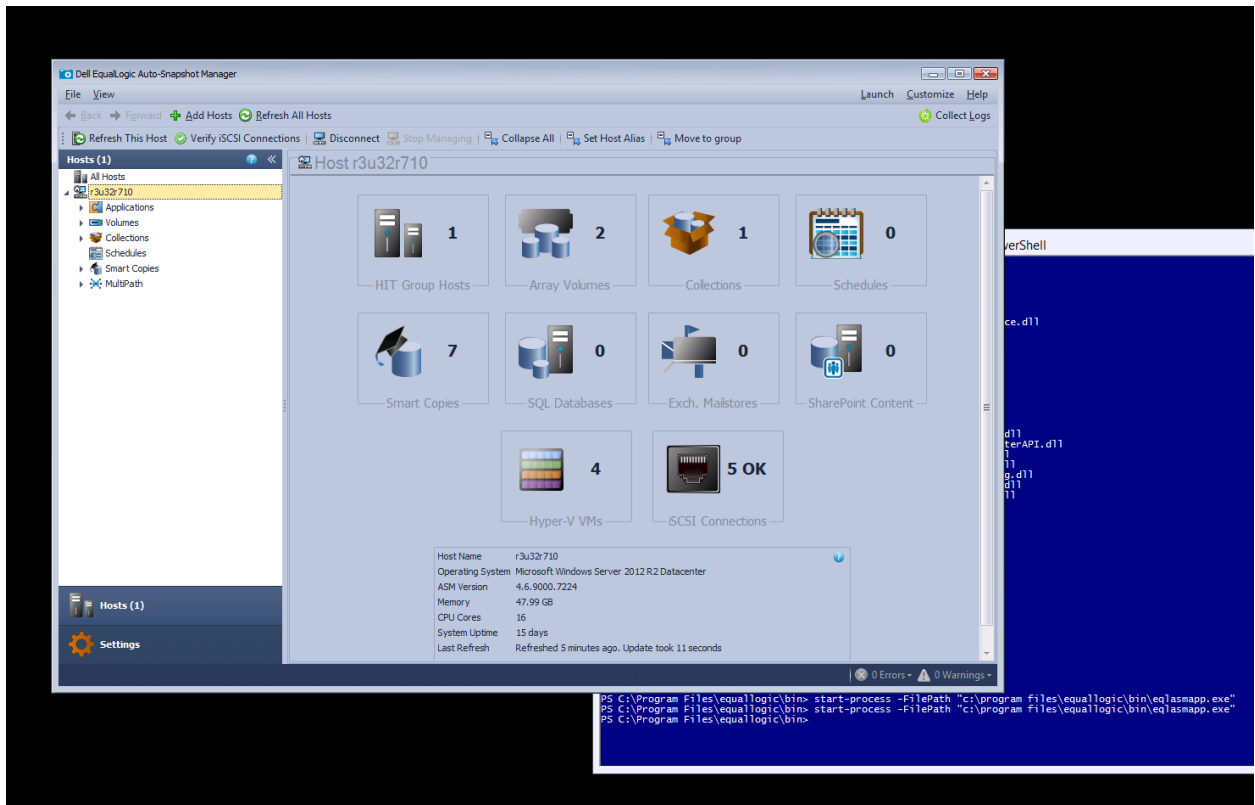 Dell EqualLogic Auto-Snapshot Manager
File View Launch Customize Help
Back Forward Add Hosts Refresh All Hosts Collect Logs
Refresh This Host Verify iSCSI Connections Disconnect Stop Managing Collapse All Set Host Alias Move to group
Hosts (1)
All Hosts
r3u32r710
Applications
Volumes
Collections
Schedules
Smart Copies
MultiPath
Hosts (1)
Settings
Host r3u32r710
1 2 1 0
HIT Group Hosts Array Volumes Collections Schedules
7 0 0 0
Smart Copies SQL Databases Exch. Mailstores SharePoint Content
4 5 OK
Hyper-V VMs iSCSI Connections
Host Name r3u32r710
Operating System Microsoft Windows Server 2012 R2 Datacenter
ASM Version 4.6.9000.7224
Memory 47.99 GB
CPU Cores 16
System Uptime 15 days
Last Refresh Refreshed 5 minutes ago. Update took 11 seconds
0 Errors 0 Warnings
verShell
ce.dll
.dll
terAPI.dll
l
ll
g.dll
dll
ll
PS C:\Program Files\equallogic\bin> start-process -FilePath "c:\program files\equallogic\bin\eqlasmapp.exe"
PS C:\Program Files\equallogic\bin> start-process -FilePath "c:\program files\equallogic\bin\eqlasmapp.exe"
PS C:\Program Files\equallogic\bin>